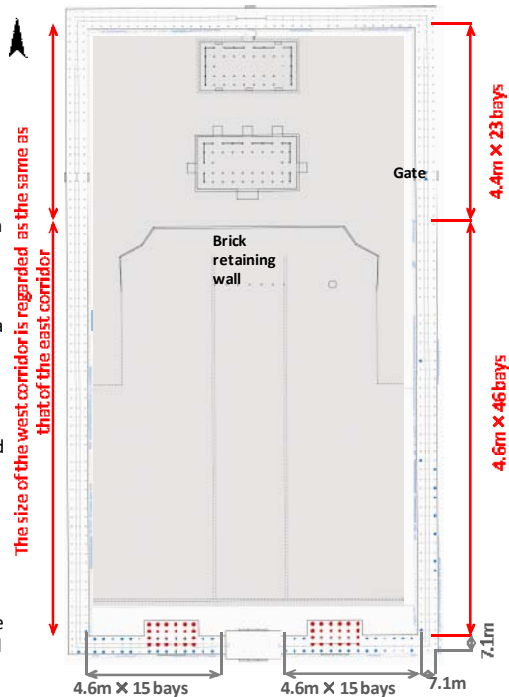 The size of the west corridor is regarded as the same as
that of the east corridor
4.4m × 23 bays
Gate
Brick
retaining
wall
4.6m × 46 bays
7.1m
4.6m × 15 bays
4.6m × 15 bays
7.1m